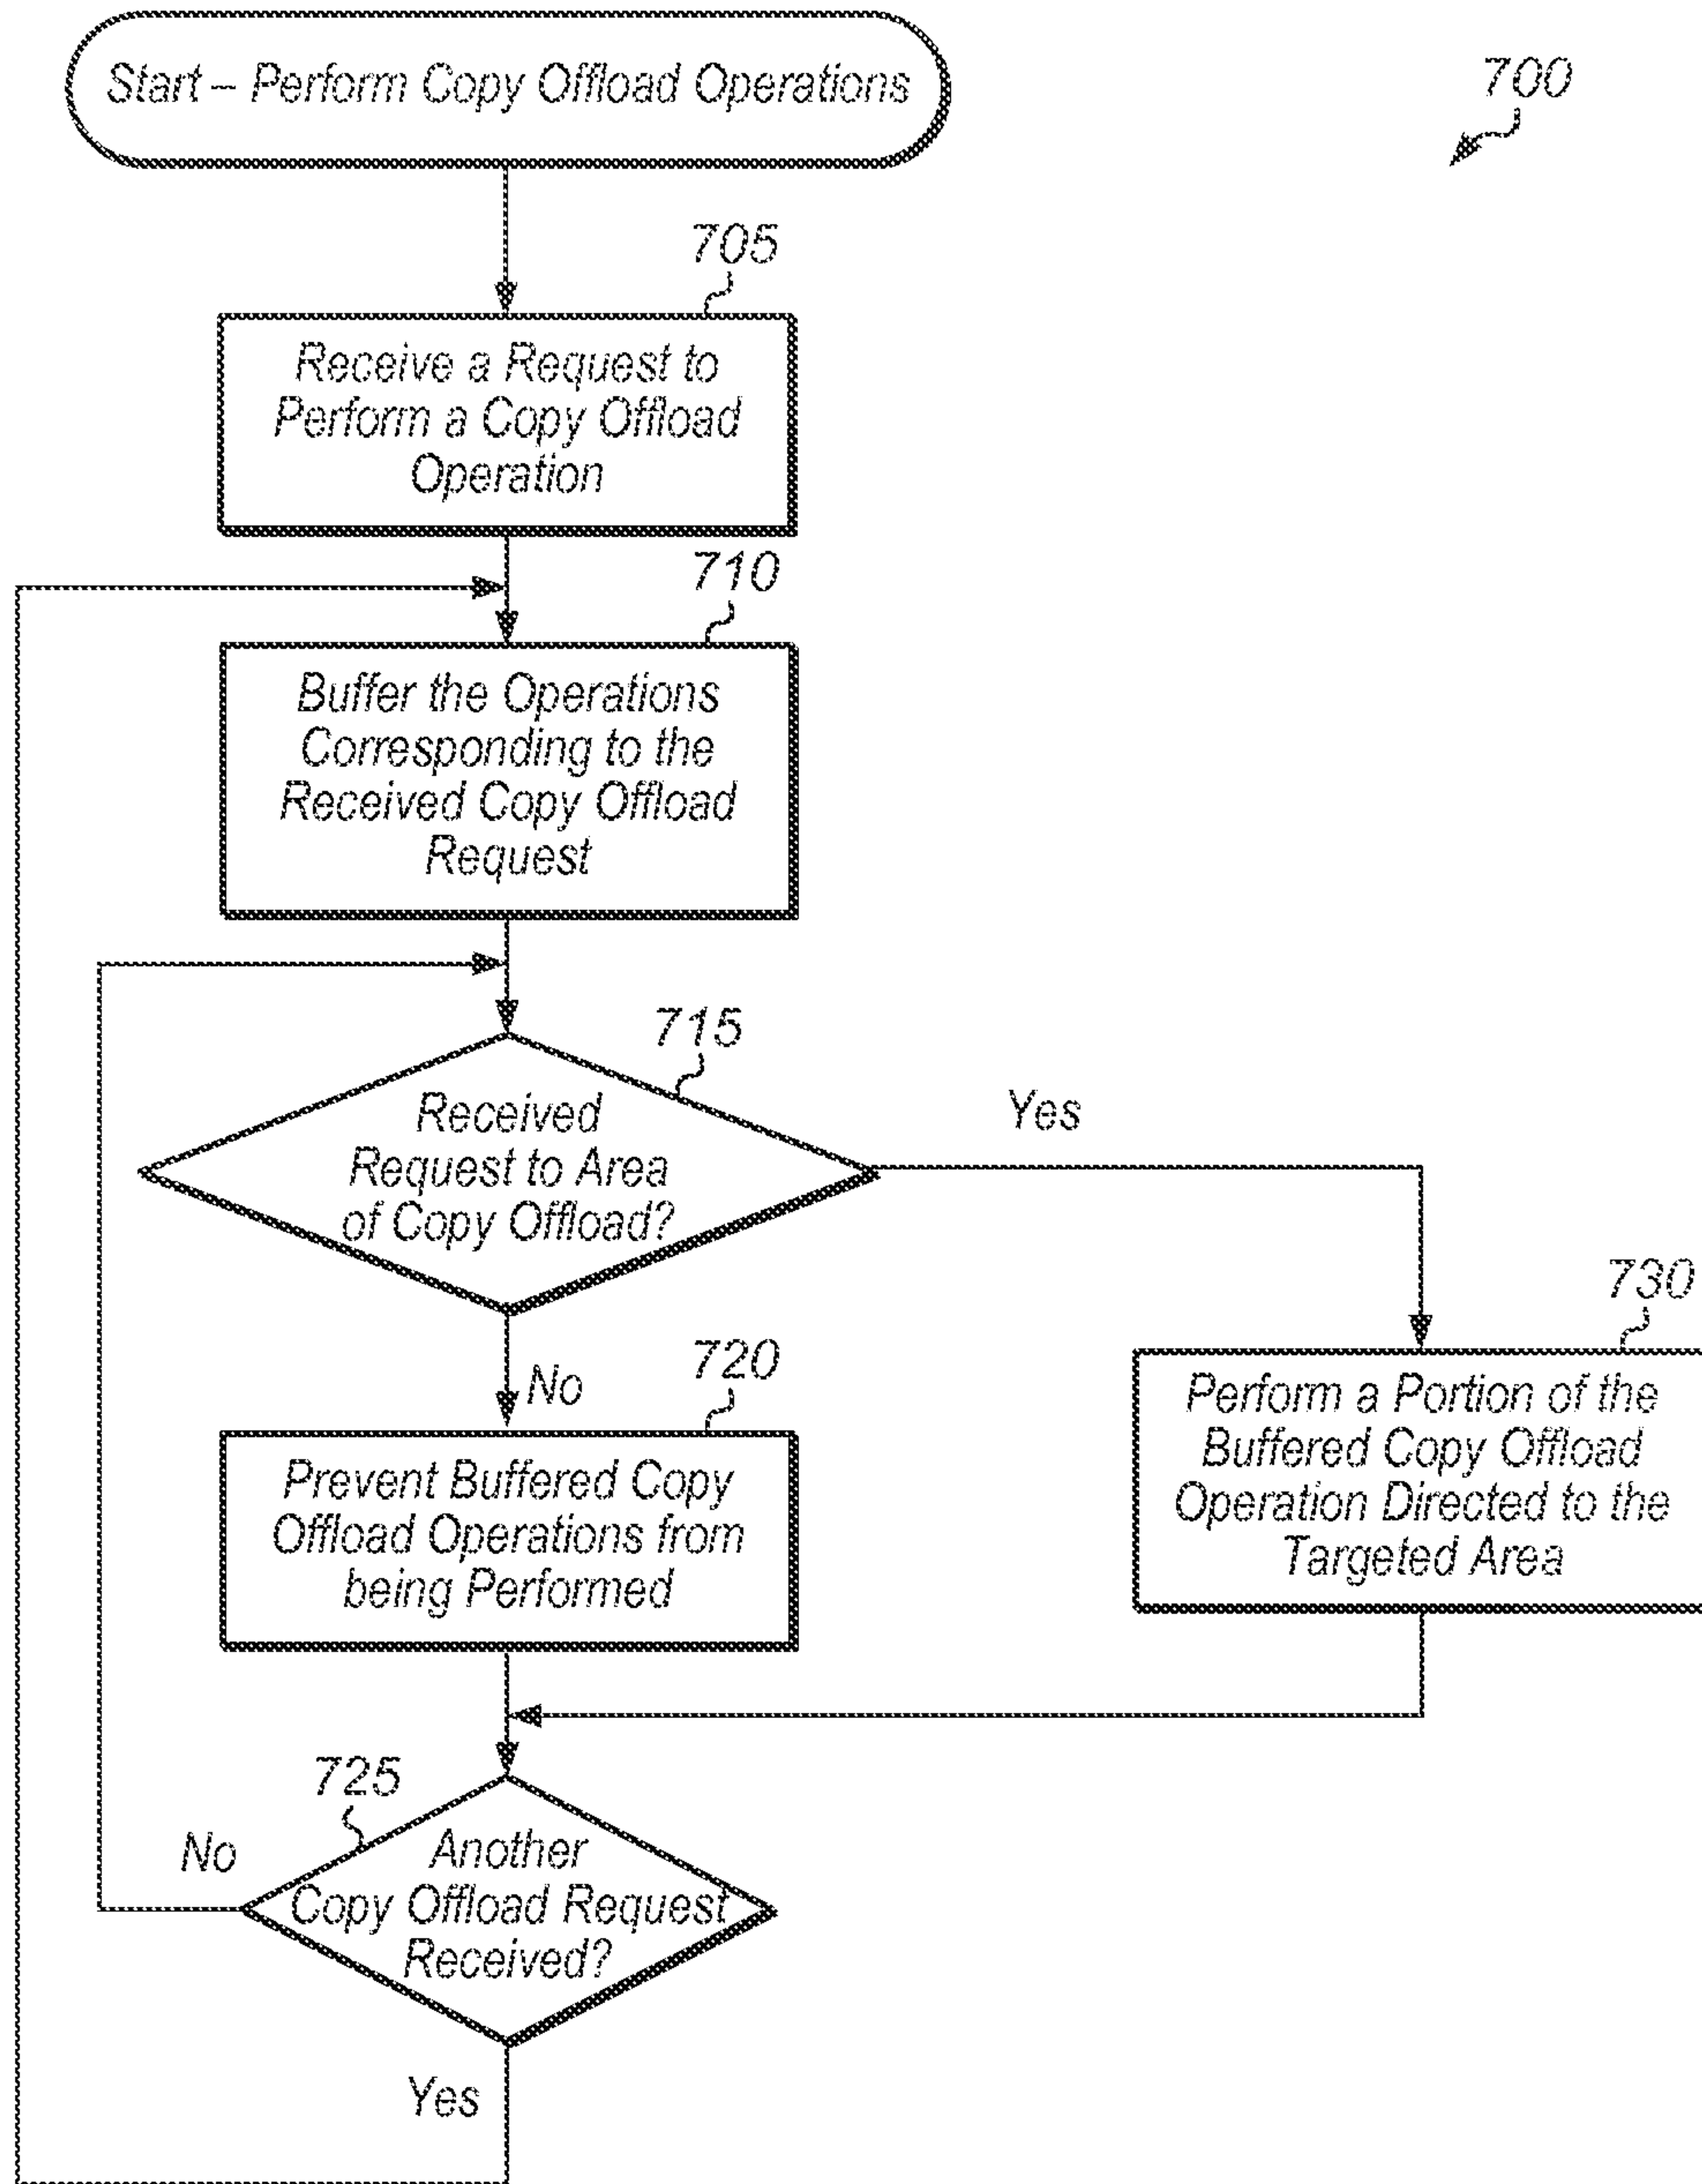 Start – Perform Copy Offload Operations
700
705
Receive a Request to
Perform a Copy Offload
Operation
710
Buffer the Operations
Corresponding to the
Received Copy Offload
Request
715
Received
Request to Area
of Copy Offload?
Yes
No
720
Prevent Buffered Copy
Offload Operations from
being Performed
730
Perform a Portion of the
Buffered Copy Offload
Operation Directed to the
Targeted Area
725
No
Another
Copy Offload Request
Received?
Yes